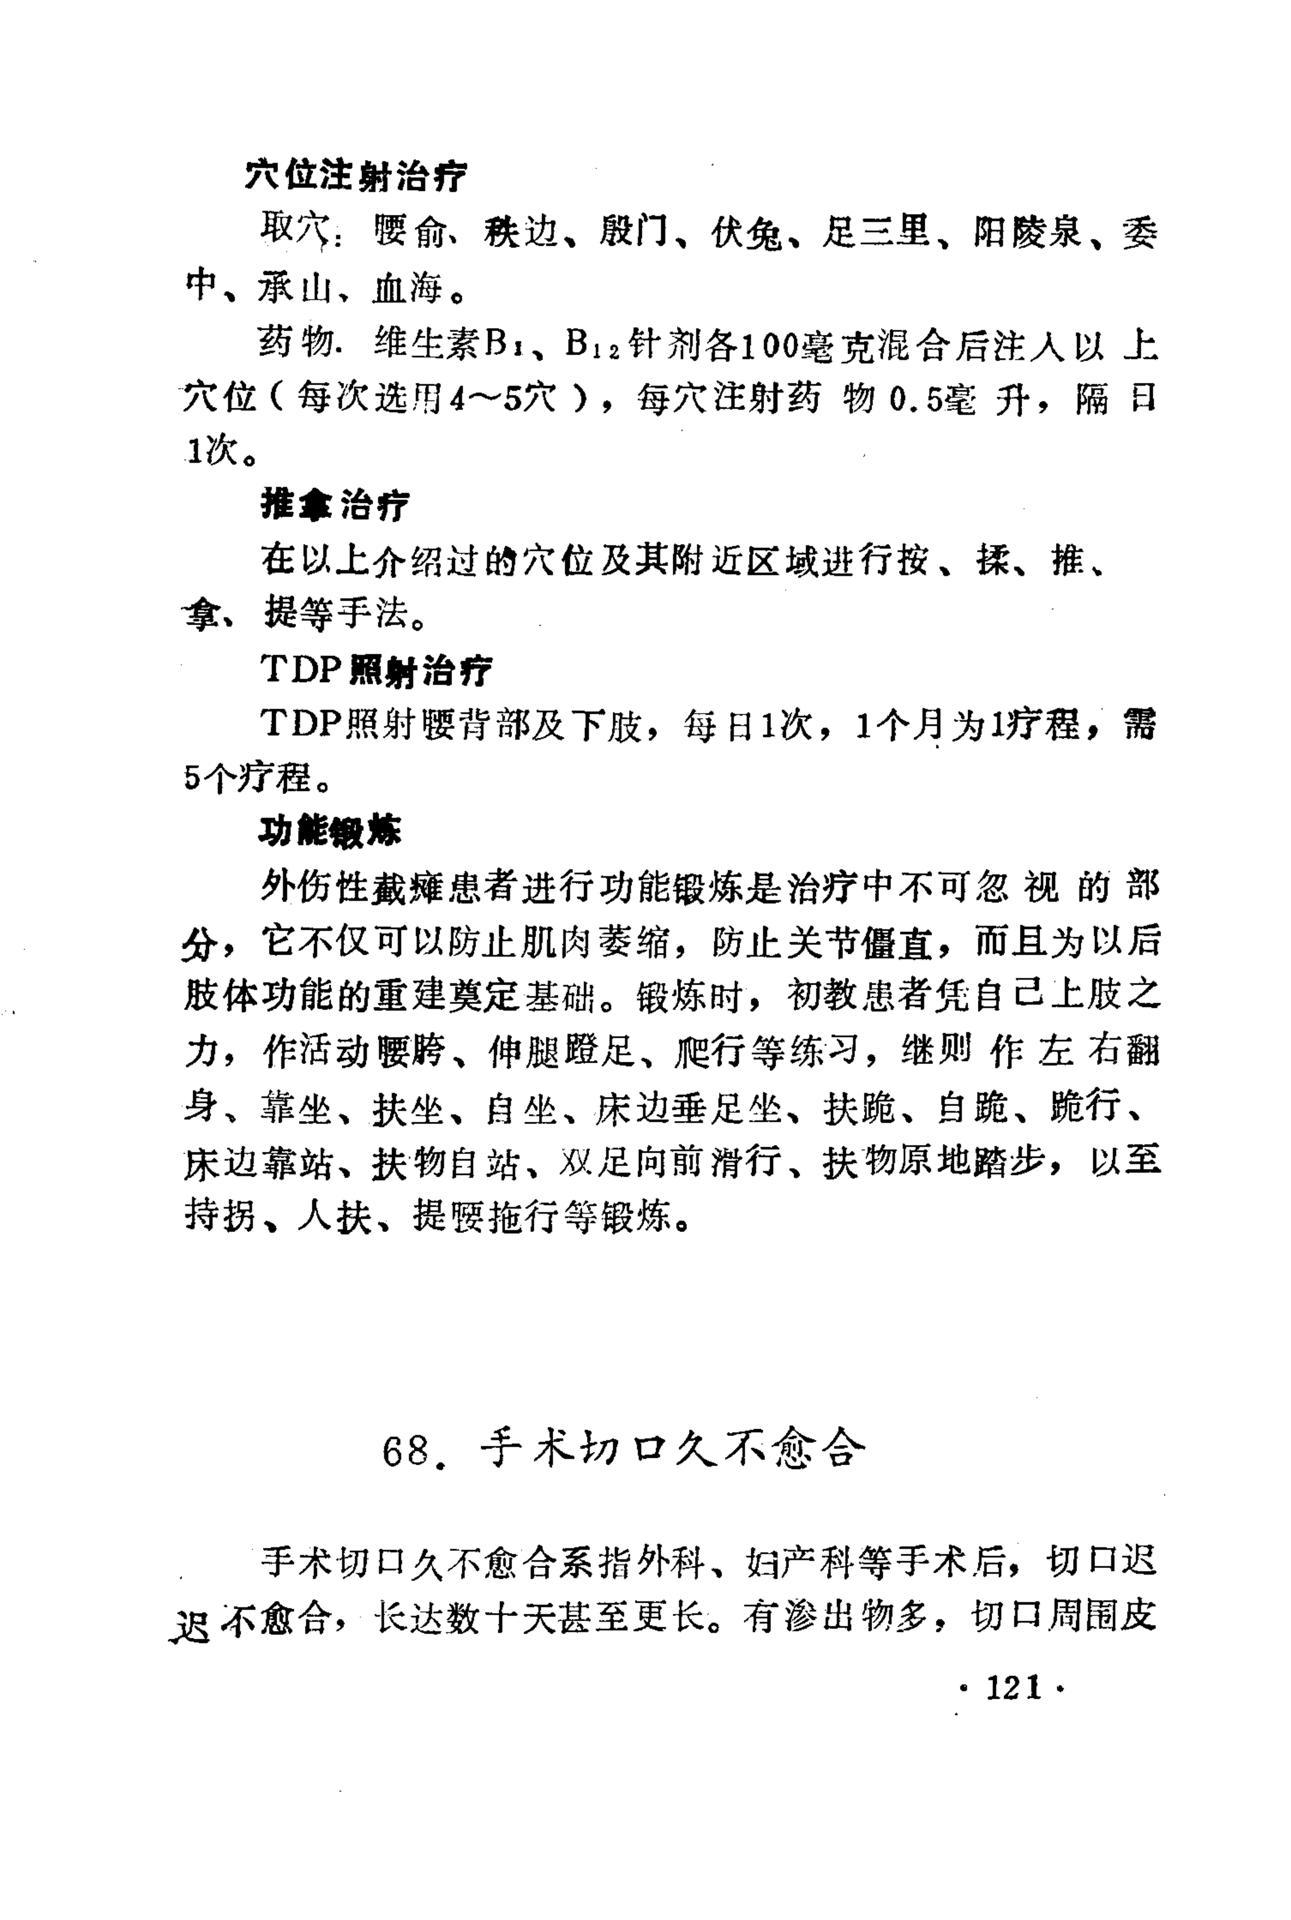 穴位注射治疗
取穴：腰俞、秩边、殷门、伏兔、足三里、阳陵泉、委
中、承山、血海。
药物. 维生素B₁、B₁₂针剂各100毫克混合后注入以上
穴位（每次选用4～5穴），每穴注射药物0.5毫升，隔日
1次。
推拿治疗
在以上介绍过的穴位及其附近区域进行按、揉、推、
拿、提等手法。
TDP照射治疗
TDP照射腰背部及下肢，每日1次，1个月为1疗程，需
5个疗程。
功能锻炼
外伤性截瘫患者进行功能锻炼是治疗中不可忽视的部
分，它不仅可以防止肌肉萎缩，防止关节僵直，而且为以后
肢体功能的重建奠定基础。锻炼时，初教患者凭自己上肢之
力，作活动腰胯、伸腿蹬足、爬行等练习，继则作左右翻
身、靠坐、扶坐、自坐、床边垂足坐、扶跪、自跪、跪行、
床边靠站、扶物自站、双足向前滑行、扶物原地踏步，以至
持拐、人扶、提腰拖行等锻炼。
68. 手术切口久不愈合
手术切口久不愈合系指外科、妇产科等手术后，切口迟
迟不愈合，长达数十天甚至更长。有渗出物多，切口周围皮
·121·